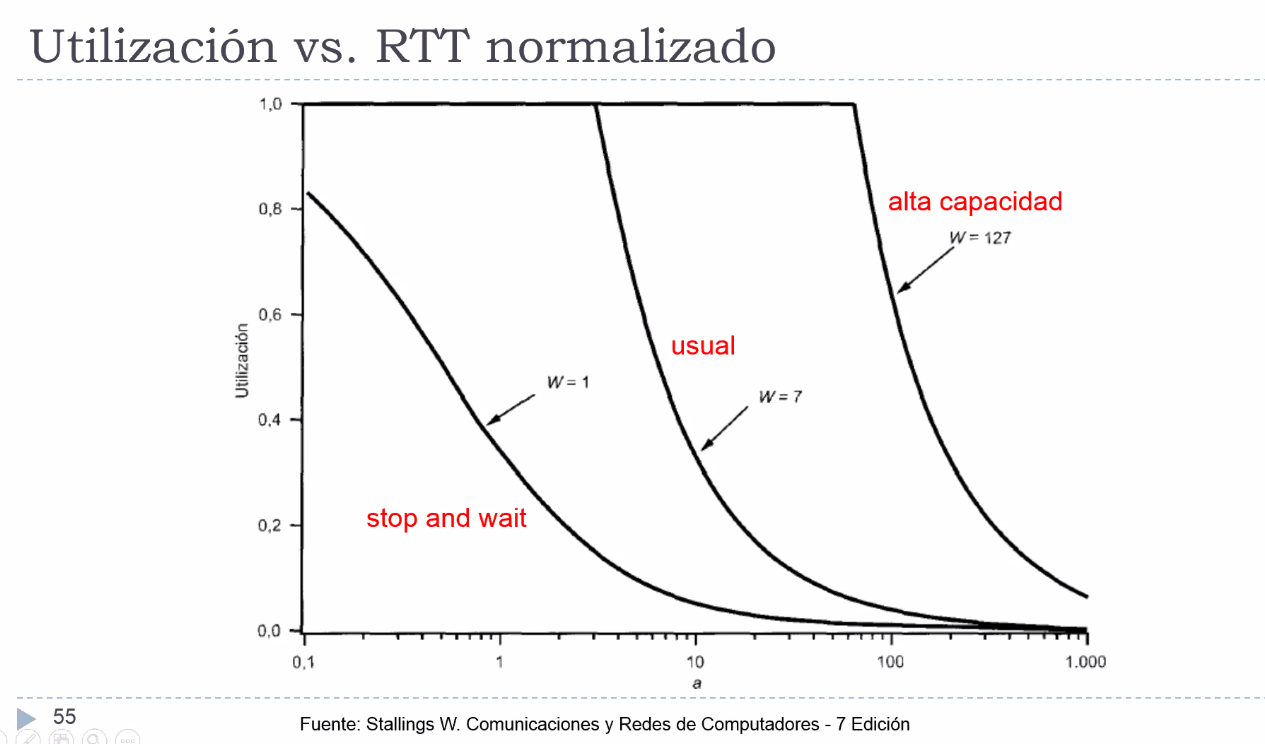 Utilización vs. RTT normalizado
1,0
0,8
0,6
0,4
0,2
0,0
Utilización
alta capacidad
W = 127
usual
W = 1
W = 7
stop and wait
0,1 1 10 100 1.000
a
55
Fuente: Stallings W. Comunicaciones y Redes de Computadores - 7 Edición